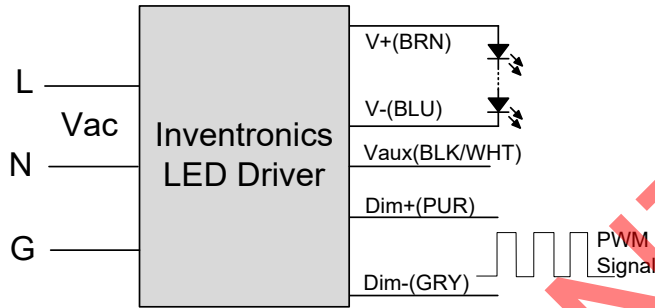 V+(BRN)
L
Vac
V-(BLU)
Inventronics
LED Driver
N
Vaux(BLK/WHT)
Dim+(PUR)
G
PWM
Signal
Dim-(GRY)